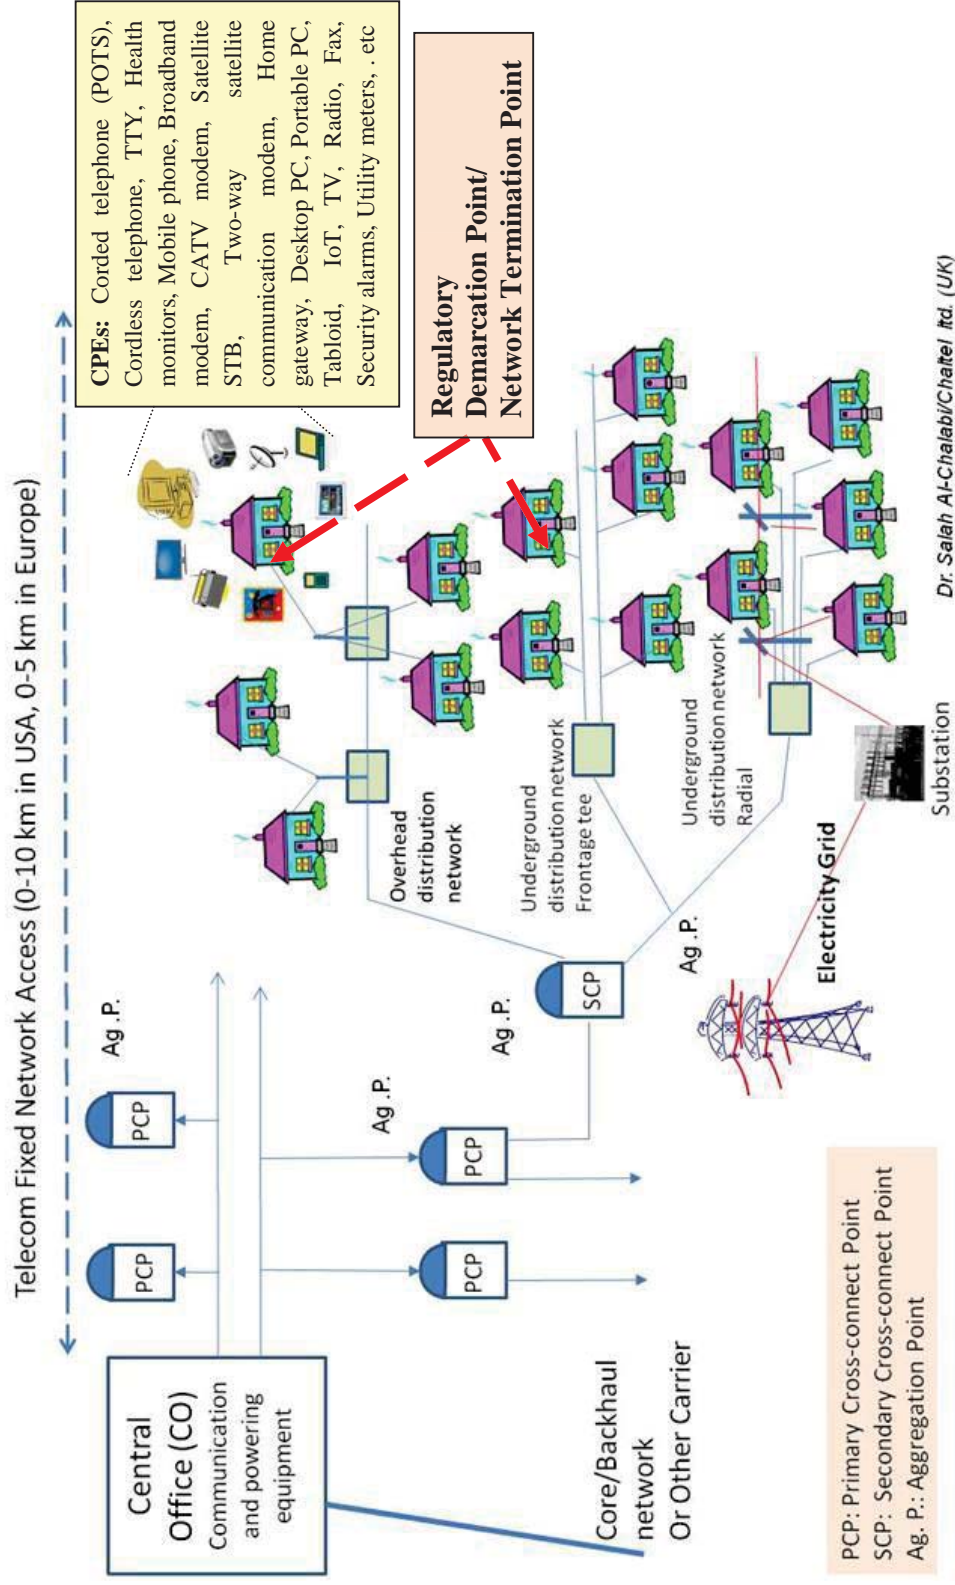 Telecom Fixed Network Access (0-10 km in USA, 0-5 km in Europe)
Central
Office (CO)
Communication
and powering
equipment
Core/Backhaul
network
Or Other Carrier
PCP
PCP
PCP
PCP
Ag .P.
Ag .P.
Ag .P.
SCP
Ag .P.
Overhead
distribution
network
Underground
distribution network
Frontage tee
Underground
distribution network
Radial
Electricity Grid
Substation
CPEs: Corded telephone (POTS),
Cordless telephone, TTY, Health
monitors, Mobile phone, Broadband
modem, CATV modem, Satellite
STB, Two-way satellite
communication modem, Home
gateway, Desktop PC, Portable PC,
Tabloid, IoT, TV, Radio, Fax,
Security alarms, Utility meters, . etc
Regulatory
Demarcation Point/
Network Termination Point
PCP: Primary Cross-connect Point
SCP: Secondary Cross-connect Point
Ag. P.: Aggregation Point
Dr. Salah Al-Chalabi/Chaltel ltd. (UK)